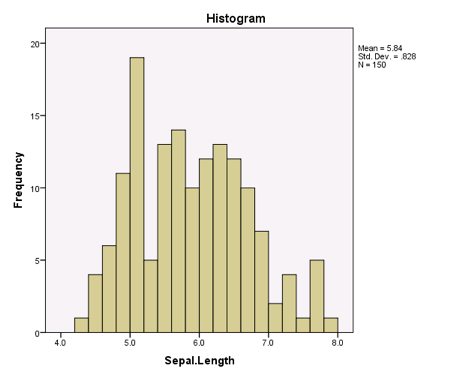 Histogram
Mean = 5.84
Std. Dev. = .828
N = 150
20
15
10
5
0
Frequency
4.0 5.0 6.0 7.0 8.0
Sepal.Length